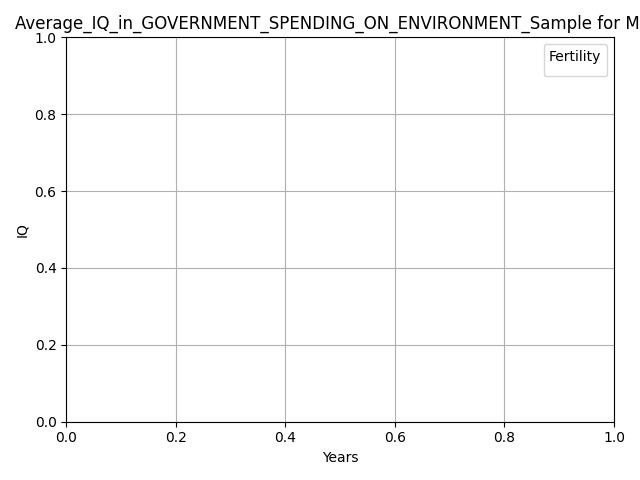 Average_IQ_in_GOVERNMENT_SPENDING_ON_ENVIRONMENT_Sample for M
Fertility
1.0
0.8
0.6
0.4
0.2
0.0
IQ
0.0 0.2 0.4 0.6 0.8 1.0
Years